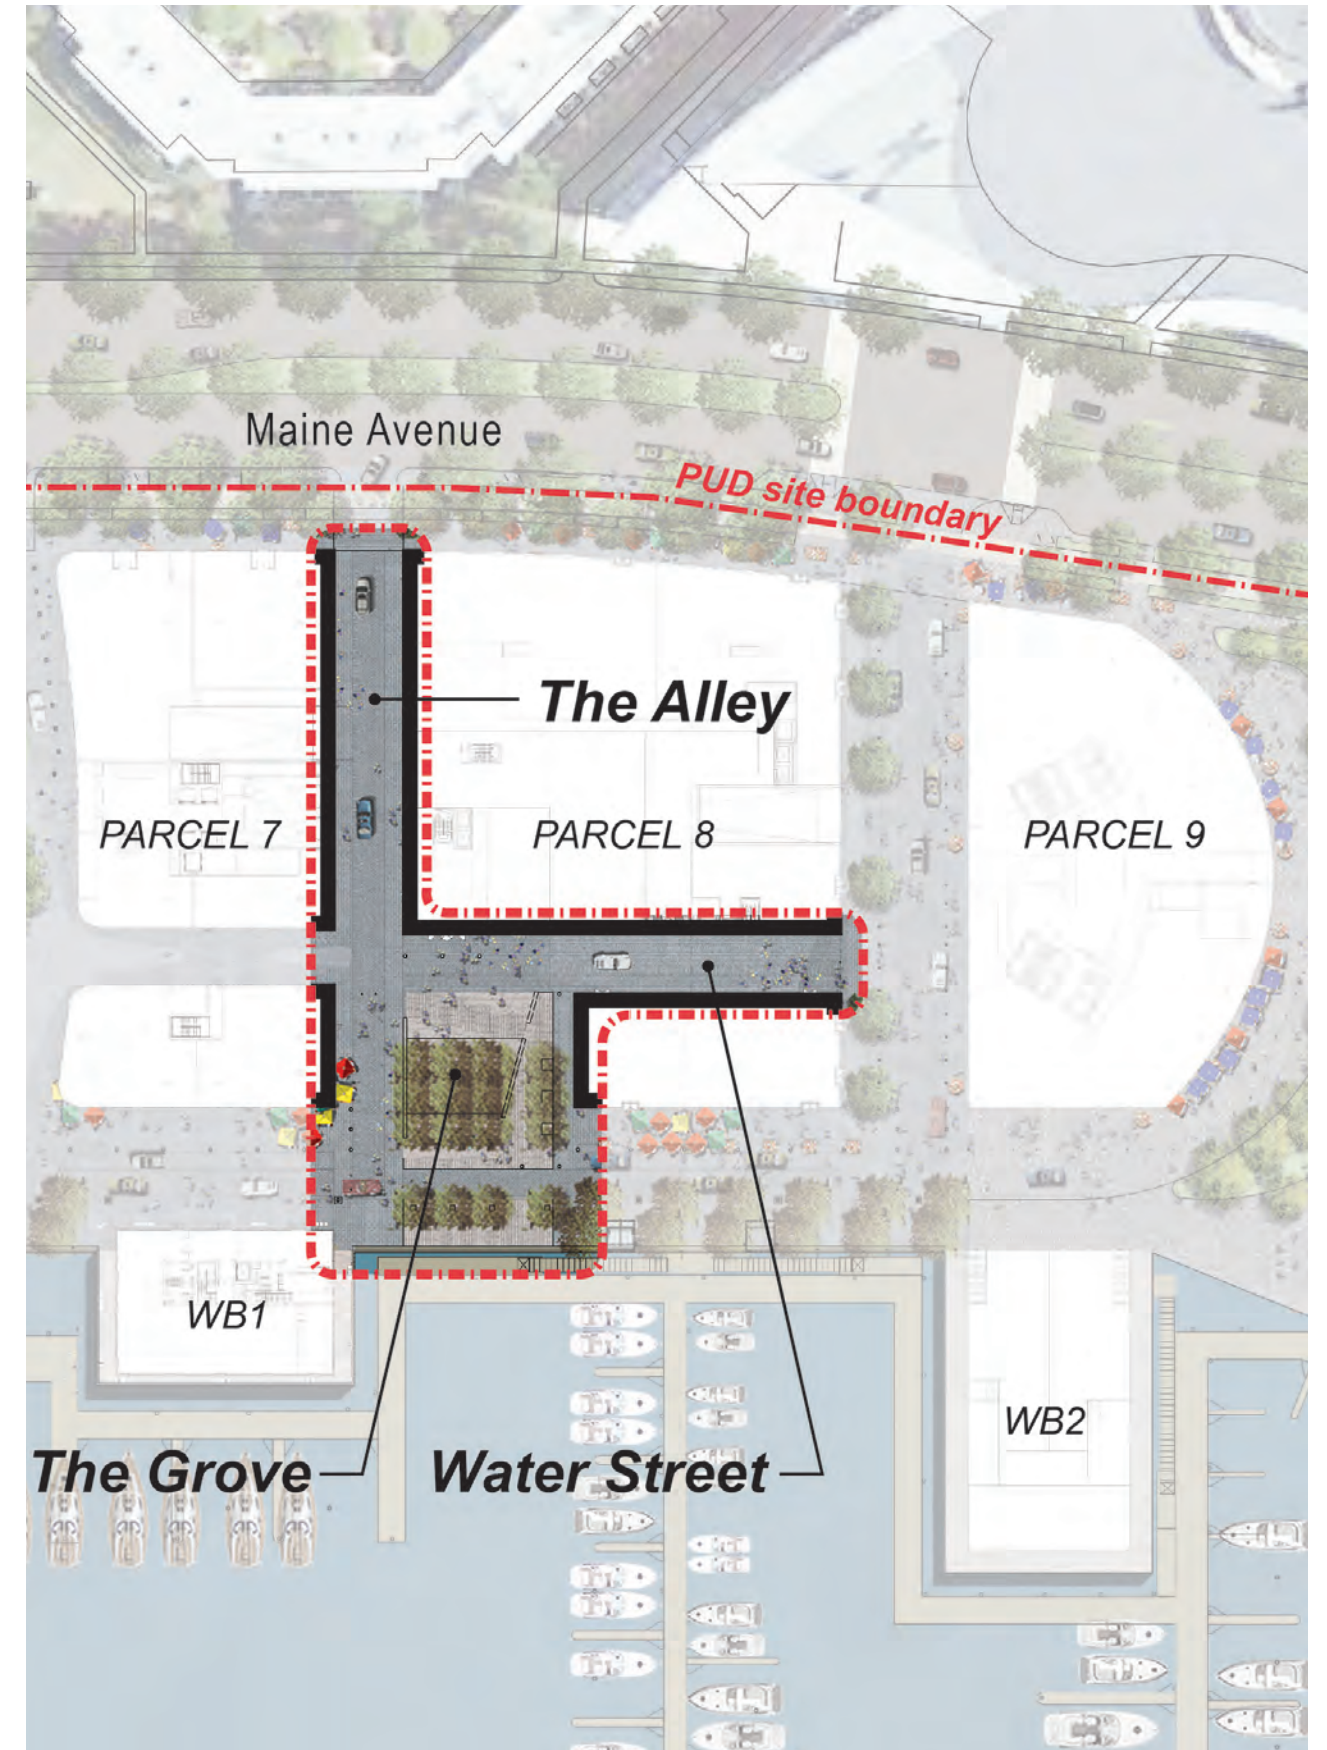 Maine Avenue
PUD site boundary
The Alley
PARCEL 7
PARCEL 8
PARCEL 9
WB1
WB2
The Grove
Water Street